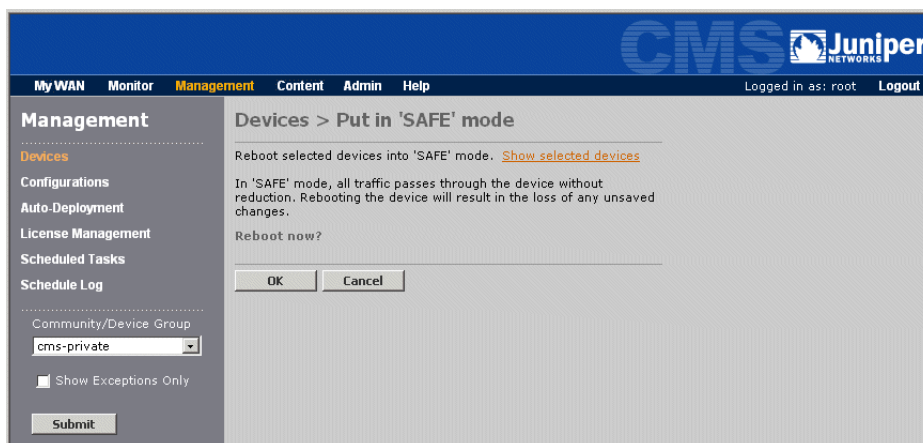 CMS
Juniper
NETWORKS
My WAN Monitor Management Content Admin Help Logged in as: root Logout
Management
Devices
Configurations
Auto-Deployment
License Management
Scheduled Tasks
Schedule Log
Community/Device Group
cms-private
Show Exceptions Only
Submit
Devices > Put in 'SAFE' mode
Reboot selected devices into 'SAFE' mode. Show selected devices
In 'SAFE' mode, all traffic passes through the device without
reduction. Rebooting the device will result in the loss of any unsaved
changes.
Reboot now?
OK Cancel